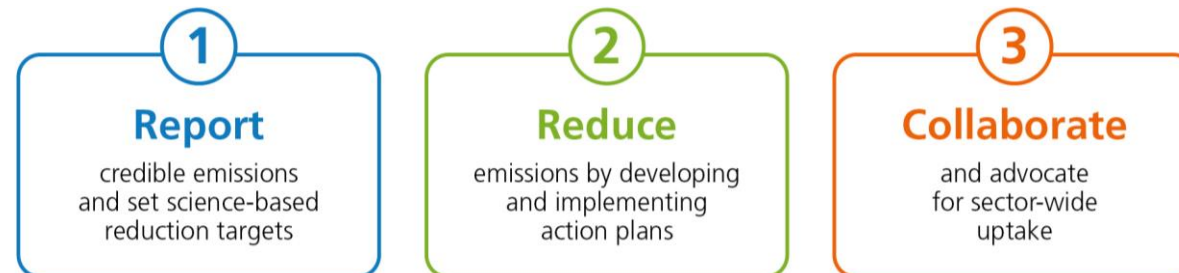 1
Report
credible emissions
and set science-based
reduction targets
2
Reduce
emissions by developing
and implementing
action plans
3
Collaborate
and advocate
for sector-wide
uptake